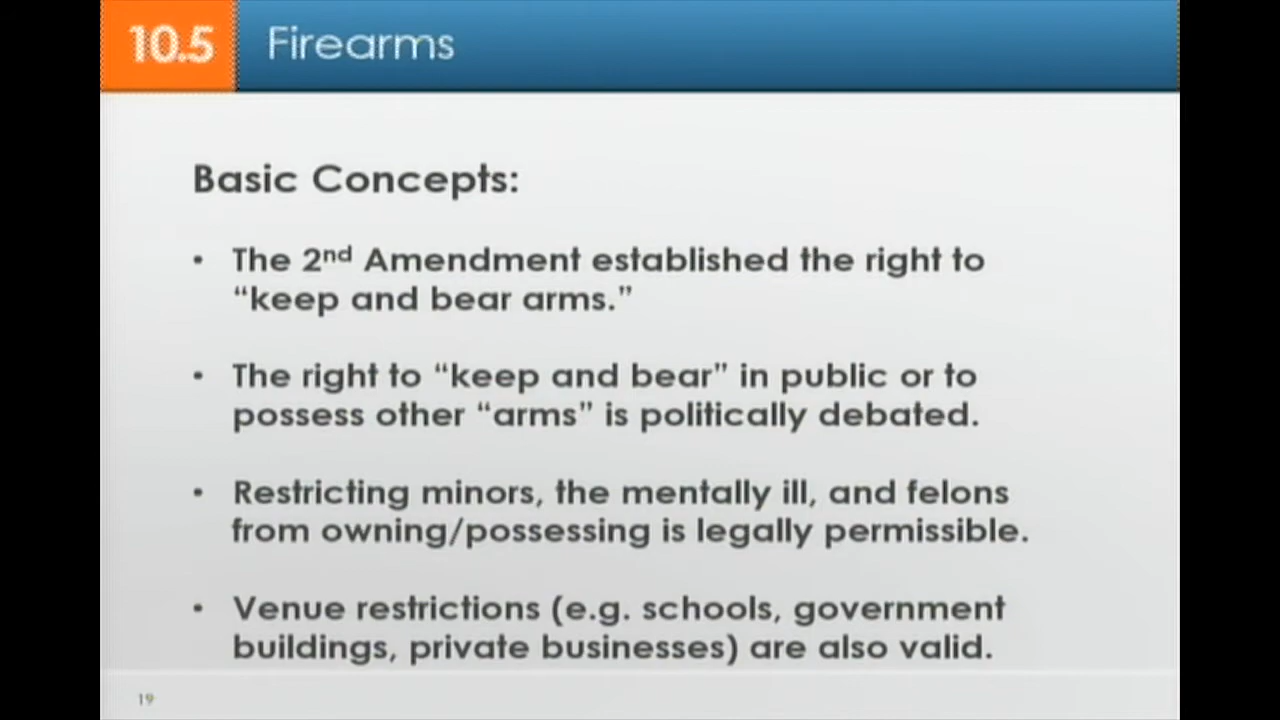 10.5 Firearms
Basic Concepts:
• The 2nd Amendment established the right to
“keep and bear arms.”
• The right to “keep and bear” in public or to
possess other “arms” is politically debated.
• Restricting minors, the mentally ill, and felons
from owning/possessing is legally permissible.
• Venue restrictions (e.g. schools, government
buildings, private businesses) are also valid.
19